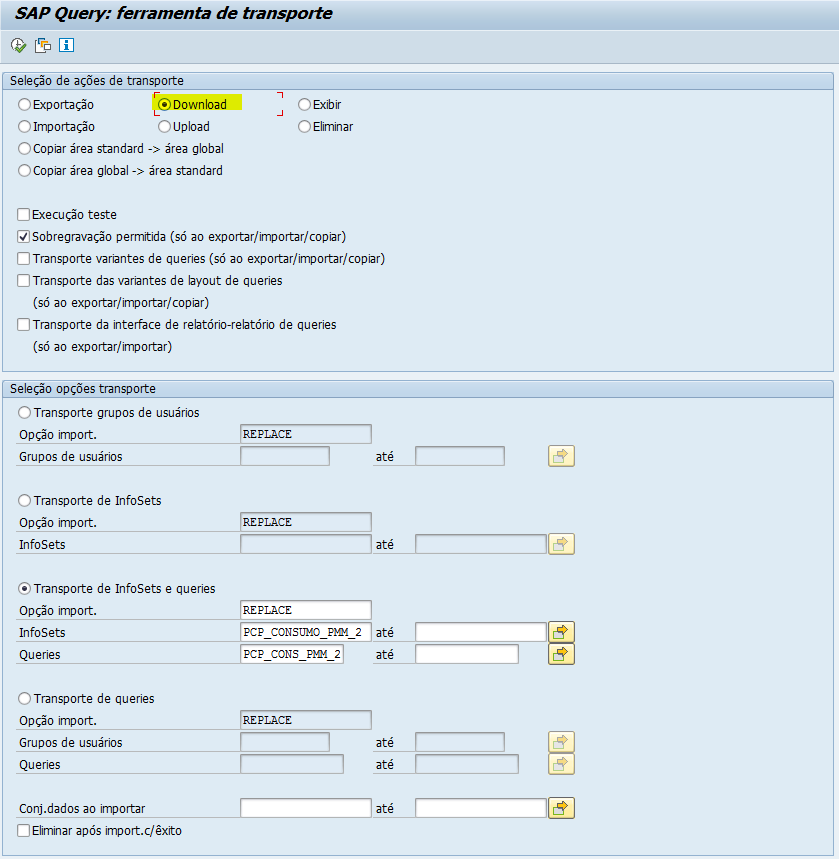 SAP Query: ferramenta de transporte
Seleção de ações de transporte
Exportação Download Exibir
Importação Upload Eliminar
Copiar área standard -> área global
Copiar área global -> área standard
Execução teste
Sobregravação permitida (só ao exportar/importar/copiar)
Transporte variantes de queries (só ao exportar/importar/copiar)
Transporte das variantes de layout de queries
(só ao exportar/importar/copiar)
Transporte da interface de relatório-relatório de queries
(só ao exportar/importar)
Seleção opções transporte
Transporte grupos de usuários
Opção import. REPLACE
Grupos de usuários até
Transporte de InfoSets
Opção import. REPLACE
InfoSets até
Transporte de InfoSets e queries
Opção import. REPLACE
InfoSets PCP_CONSUMO_PMM_2 até
Queries PCP_CONS_PMM_2 até
Transporte de queries
Opção import. REPLACE
Grupos de usuários até
Queries até
Conj.dados ao importar até
Eliminar após import.c/êxito